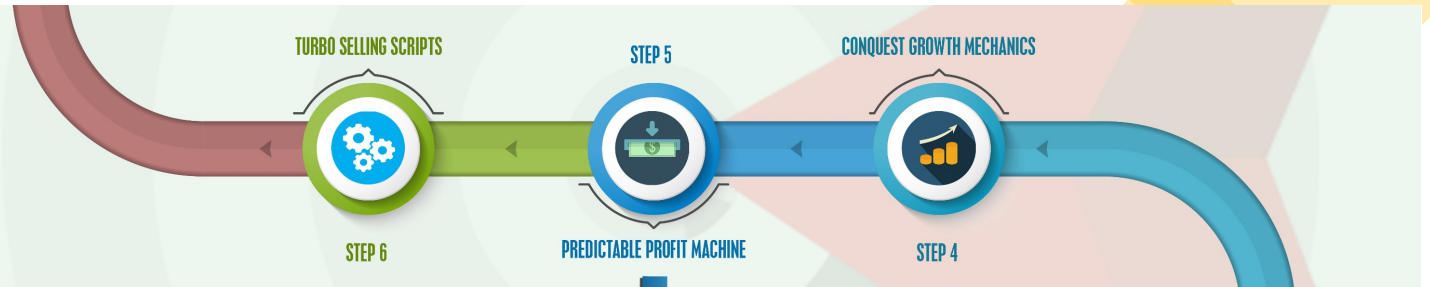 TURBO SELLING SCRIPTS
STEP 5
CONQUEST GROWTH MECHANICS
$
STEP 6
PREDICTABLE PROFIT MACHINE
STEP 4